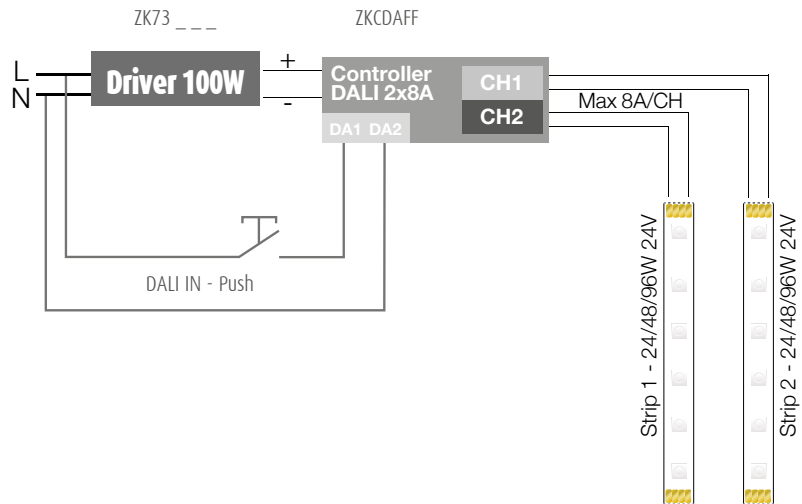 ZK73 _ _ _
ZKCDAFF
L
N
Driver 100W
+
-
Controller
DALI 2x8A
CH1
CH2
DA1 DA2
Max 8A/CH
DALI IN - Push
Strip 1 - 24/48/96W 24V
Strip 2 - 24/48/96W 24V